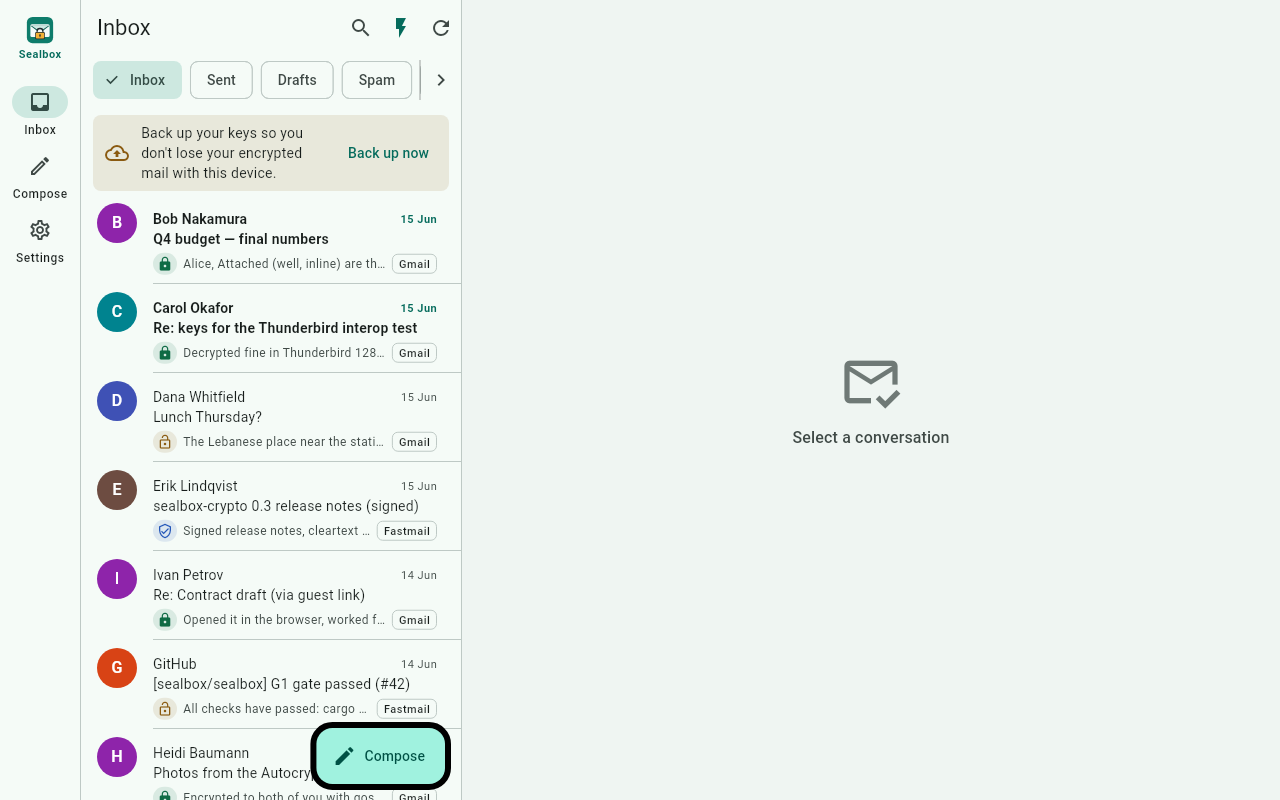 Sealbox
Inbox
Compose
Settings
Inbox
Inbox
Sent
Drafts
Spam
Back up your keys so you
don't lose your encrypted
mail with this device.
Back up now
B
Bob Nakamura
15 Jun
Q4 budget — final numbers
Alice, Attached (well, inline) are th…
Gmail
C
Carol Okafor
15 Jun
Re: keys for the Thunderbird interop test
Decrypted fine in Thunderbird 128…
Gmail
D
Dana Whitfield
15 Jun
Lunch Thursday?
The Lebanese place near the stati…
Gmail
E
Erik Lindqvist
15 Jun
sealbox-crypto 0.3 release notes (signed)
Signed release notes, cleartext …
Fastmail
I
Ivan Petrov
14 Jun
Re: Contract draft (via guest link)
Opened it in the browser, worked f…
Gmail
G
GitHub
14 Jun
[sealbox/sealbox] G1 gate passed (#42)
All checks have passed: cargo …
Fastmail
H
Heidi Baumann
Photos from the
Compose
Encrypted to both of you with
Gmail
Select a conversation